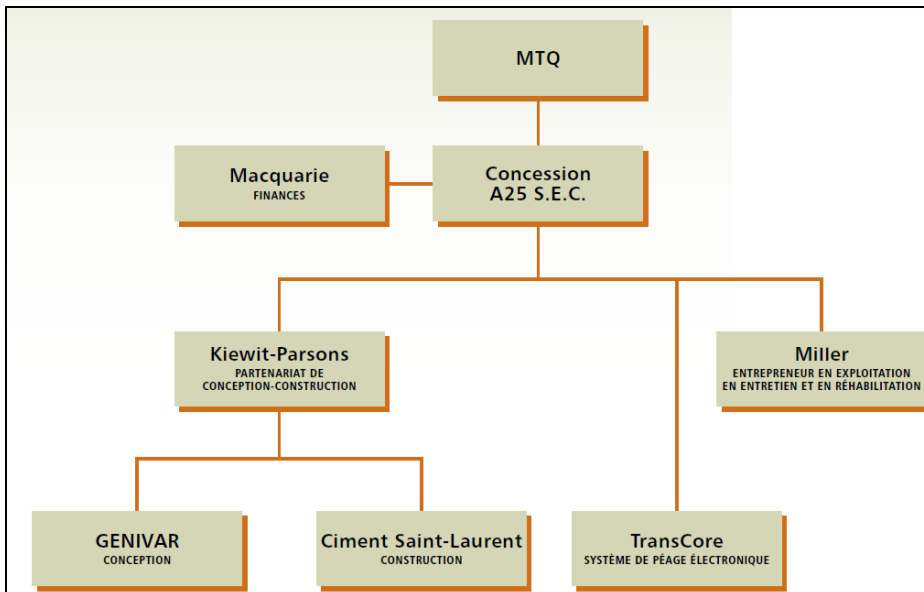 MTQ
Macquarie
FINANCES
Concession
A25 S.E.C.
Kiewit-Parsons
PARTENARIAT DE
CONCEPTION-CONSTRUCTION
Miller
ENTREPRENEUR EN EXPLOITATION
EN ENTRETIEN ET EN RÉHABILITATION
GENIVAR
CONCEPTION
Ciment Saint-Laurent
CONSTRUCTION
TransCore
SYSTÈME DE PÉAGE ÉLECTRONIQUE